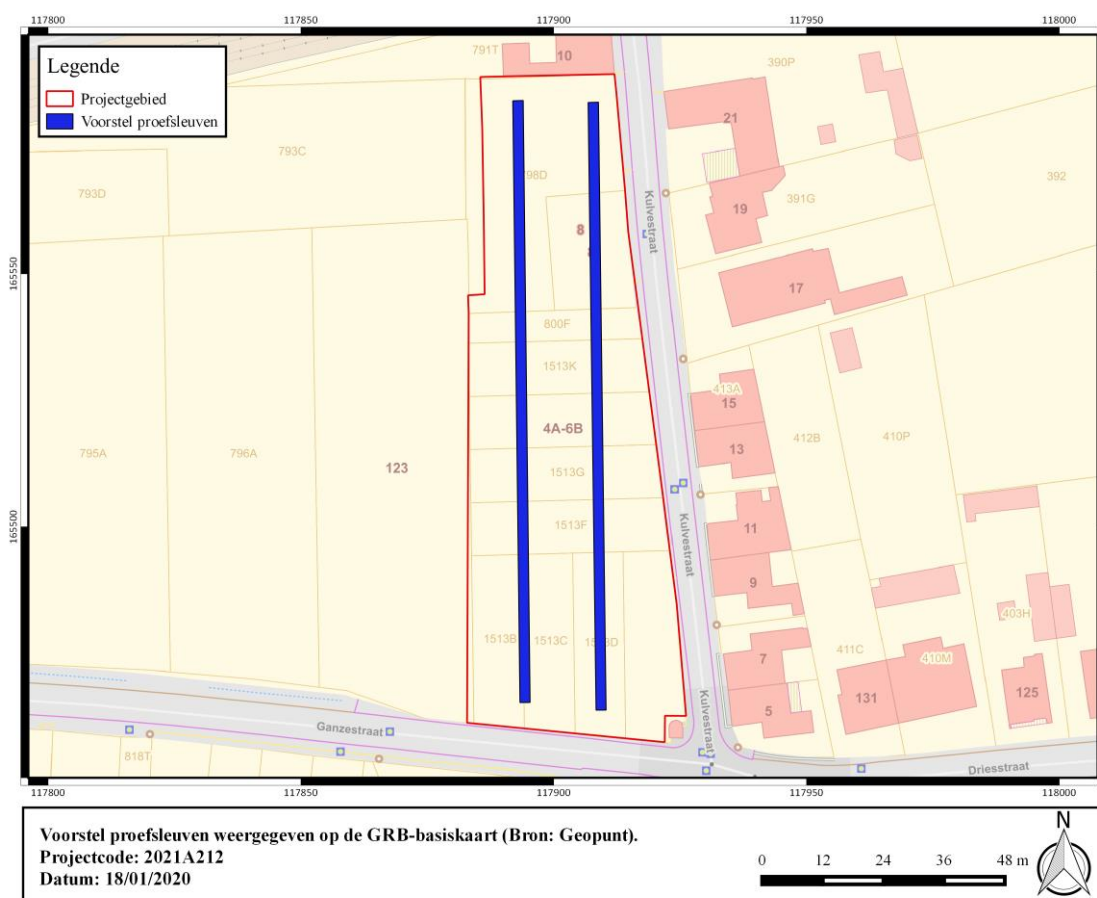 117800 117900 117950 118000
Legende
Projectgebied
Voorstel proefsleuven
791T
10
390P
21
793C
793D
98D
392
19
391G
8
Kulvestraat
165550
17
800F
1513K
413A
15
4A-6B
412B
410P
13
795A
796A
123
1513G
165500
1513F
11
Kulvestraat
9
403H
1513B
1513C
7
411C
410M
131
125
5
Kulvestraat
Ganzestraat
818T
Driesstraat
117800 117850 117900 117950 118000
Voorstel proefsleuven weergegeven op de GRB-basiskaart (Bron: Geopunt).
Projectcode: 2021A212
Datum: 18/01/2020
0 12 24 36 48 m
N